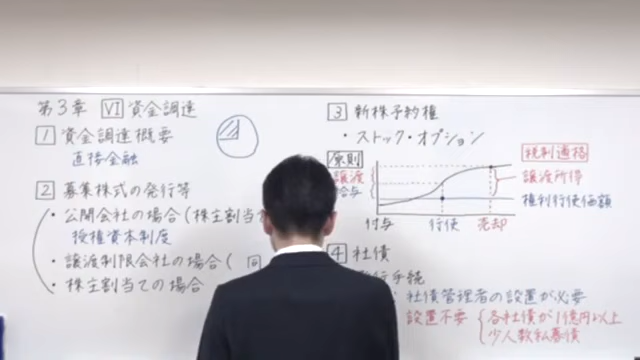 第3章 VI 資金調達
1 資金調達概要
直接金融
2 募集株式の発行等
・公開会社の場合(株主割当て
授権資本制度
・譲渡制限会社の場合( 同
・株主割当ての場合
3 新株予約権
・ストック・オプション
原則
譲渡
給与
税制適格
譲渡所得
権利行使価額
付与 行使 売却
4 社債
行手続
社債管理者の設置が必要
設置不要 { 各社債が1億円以上
少人数私募債